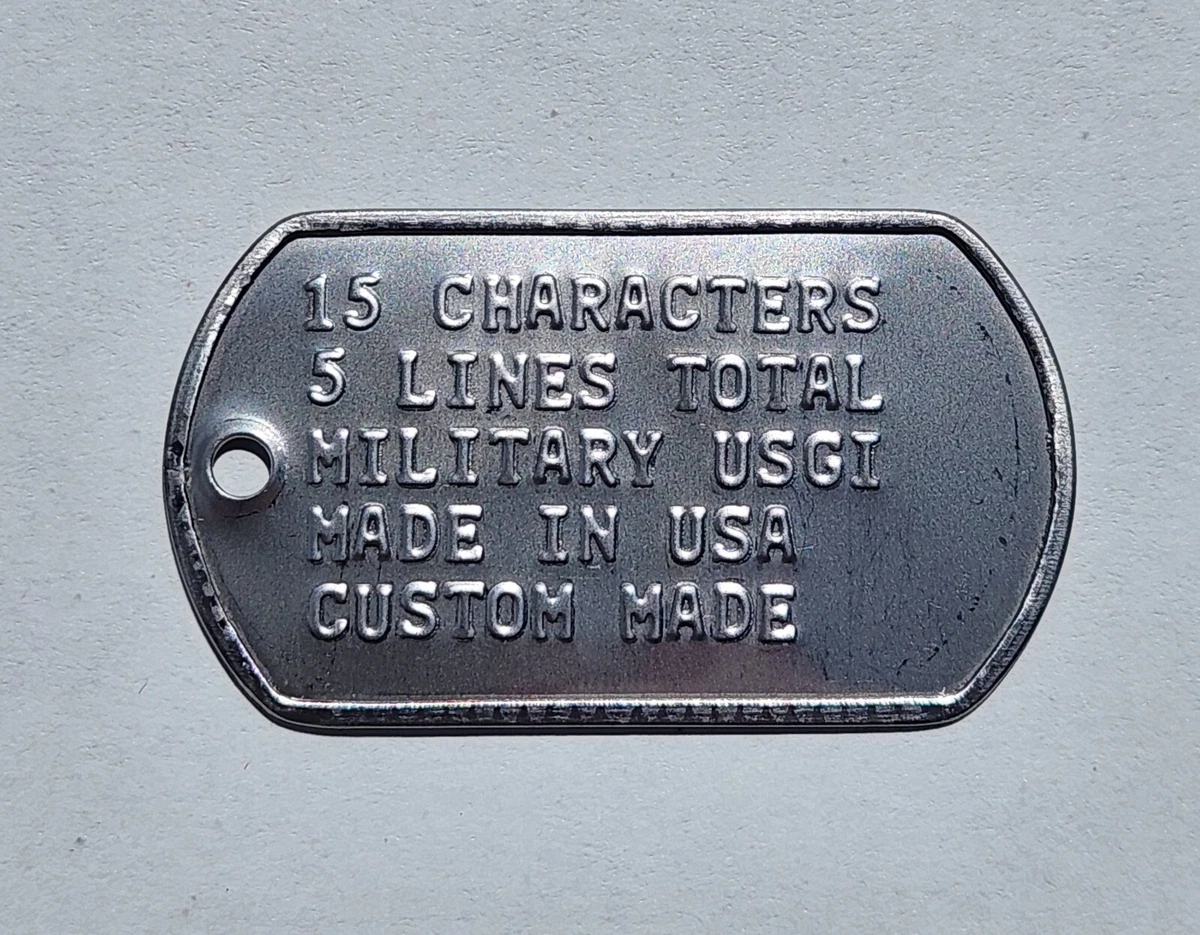 15 CHARACTERS
5 LINES TOTAL
MILITARY USGI
MADE IN USA
CUSTOM MADE